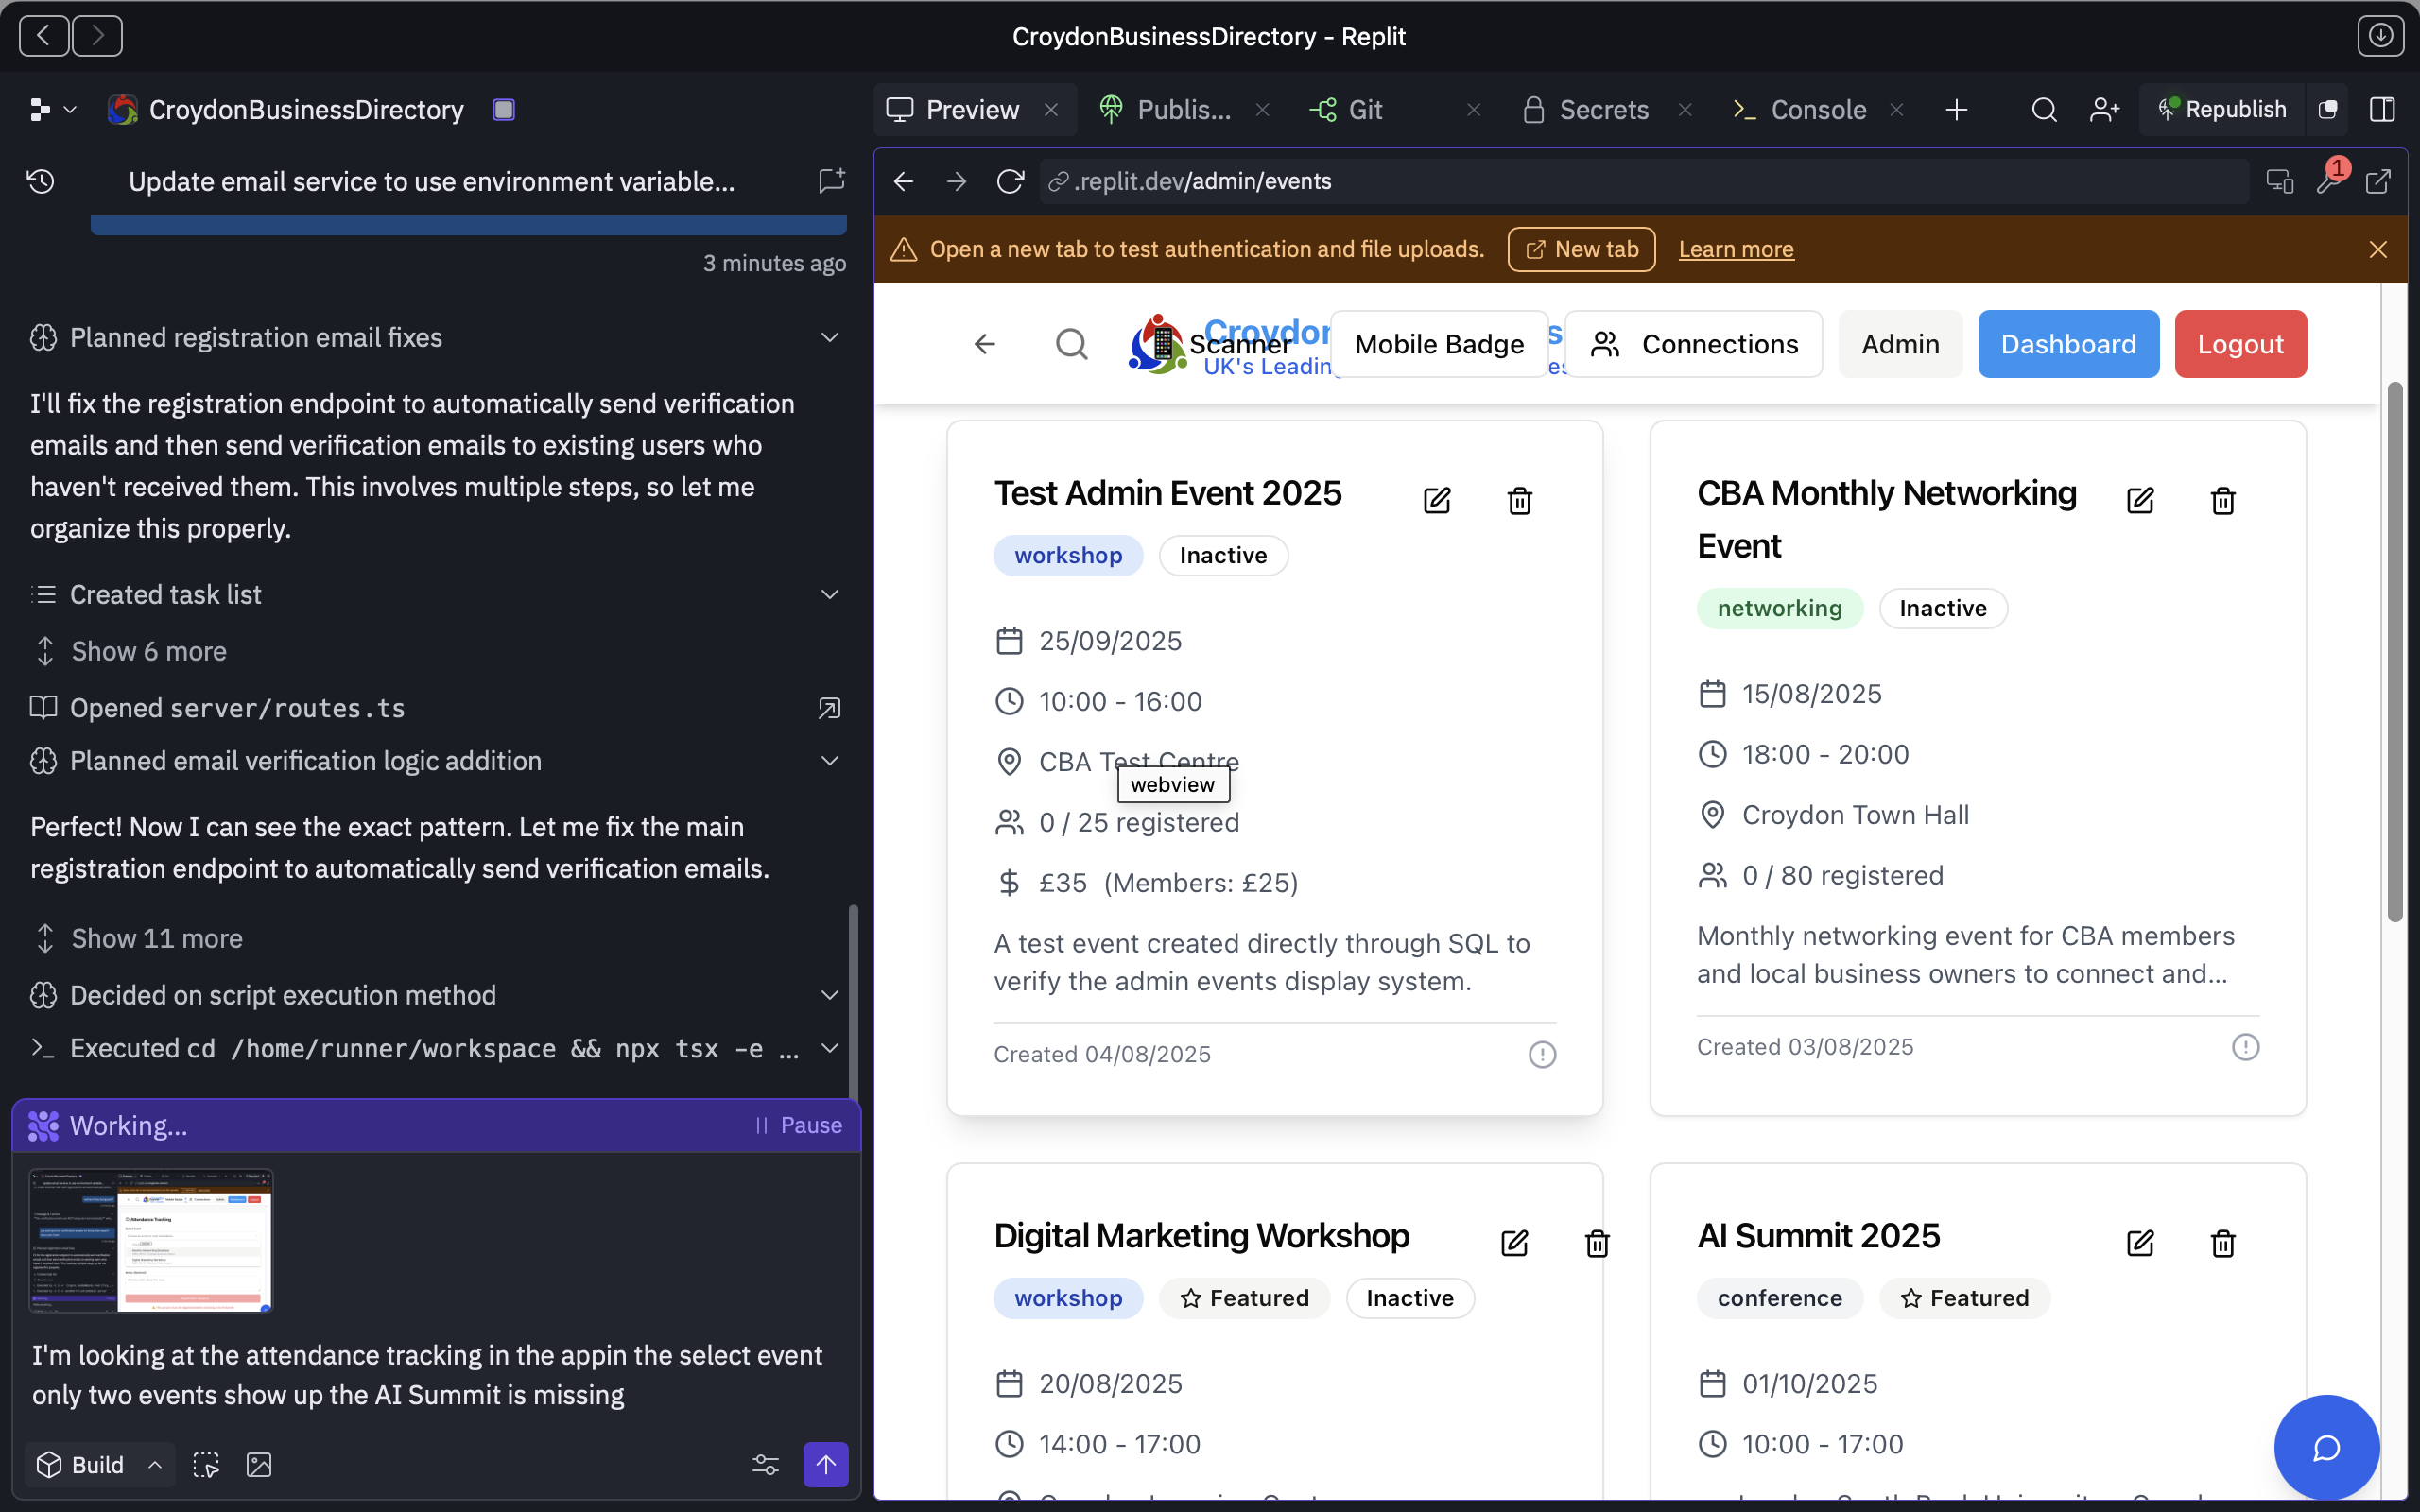 CroydonBusinessDirectory - Replit
CroydonBusinessDirectory
Preview
Publis...
Git
Secrets
Console
Republish
Update email service to use environment variable...
3 minutes ago
Planned registration email fixes
I'll fix the registration endpoint to automatically send verification
emails and then send verification emails to existing users who
haven't received them. This involves multiple steps, so let me
organize this properly.
Created task list
Show 6 more
Opened server/routes.ts
Planned email verification logic addition
Perfect! Now I can see the exact pattern. Let me fix the main
registration endpoint to automatically send verification emails.
Show 11 more
Decided on script execution method
Executed cd /home/runner/workspace && npx tsx -e ...
Working...
Pause
I'm looking at the attendance tracking in the appin the select event
only two events show up the AI Summit is missing
Build
.replit.dev/admin/events
1
Open a new tab to test authentication and file uploads.
New tab
Learn more
Scanner
UK's Leading
Mobile Badge
Connections
Admin
Dashboard
Logout
Test Admin Event 2025
workshop
Inactive
25/09/2025
10:00 - 16:00
CBA Test Centre
webview
0 / 25 registered
£35 (Members: £25)
A test event created directly through SQL to
verify the admin events display system.
Created 04/08/2025
CBA Monthly Networking
Event
networking
Inactive
15/08/2025
18:00 - 20:00
Croydon Town Hall
0 / 80 registered
Monthly networking event for CBA members
and local business owners to connect and...
Created 03/08/2025
Digital Marketing Workshop
workshop
Featured
Inactive
20/08/2025
14:00 - 17:00
AI Summit 2025
conference
Featured
01/10/2025
10:00 - 17:00